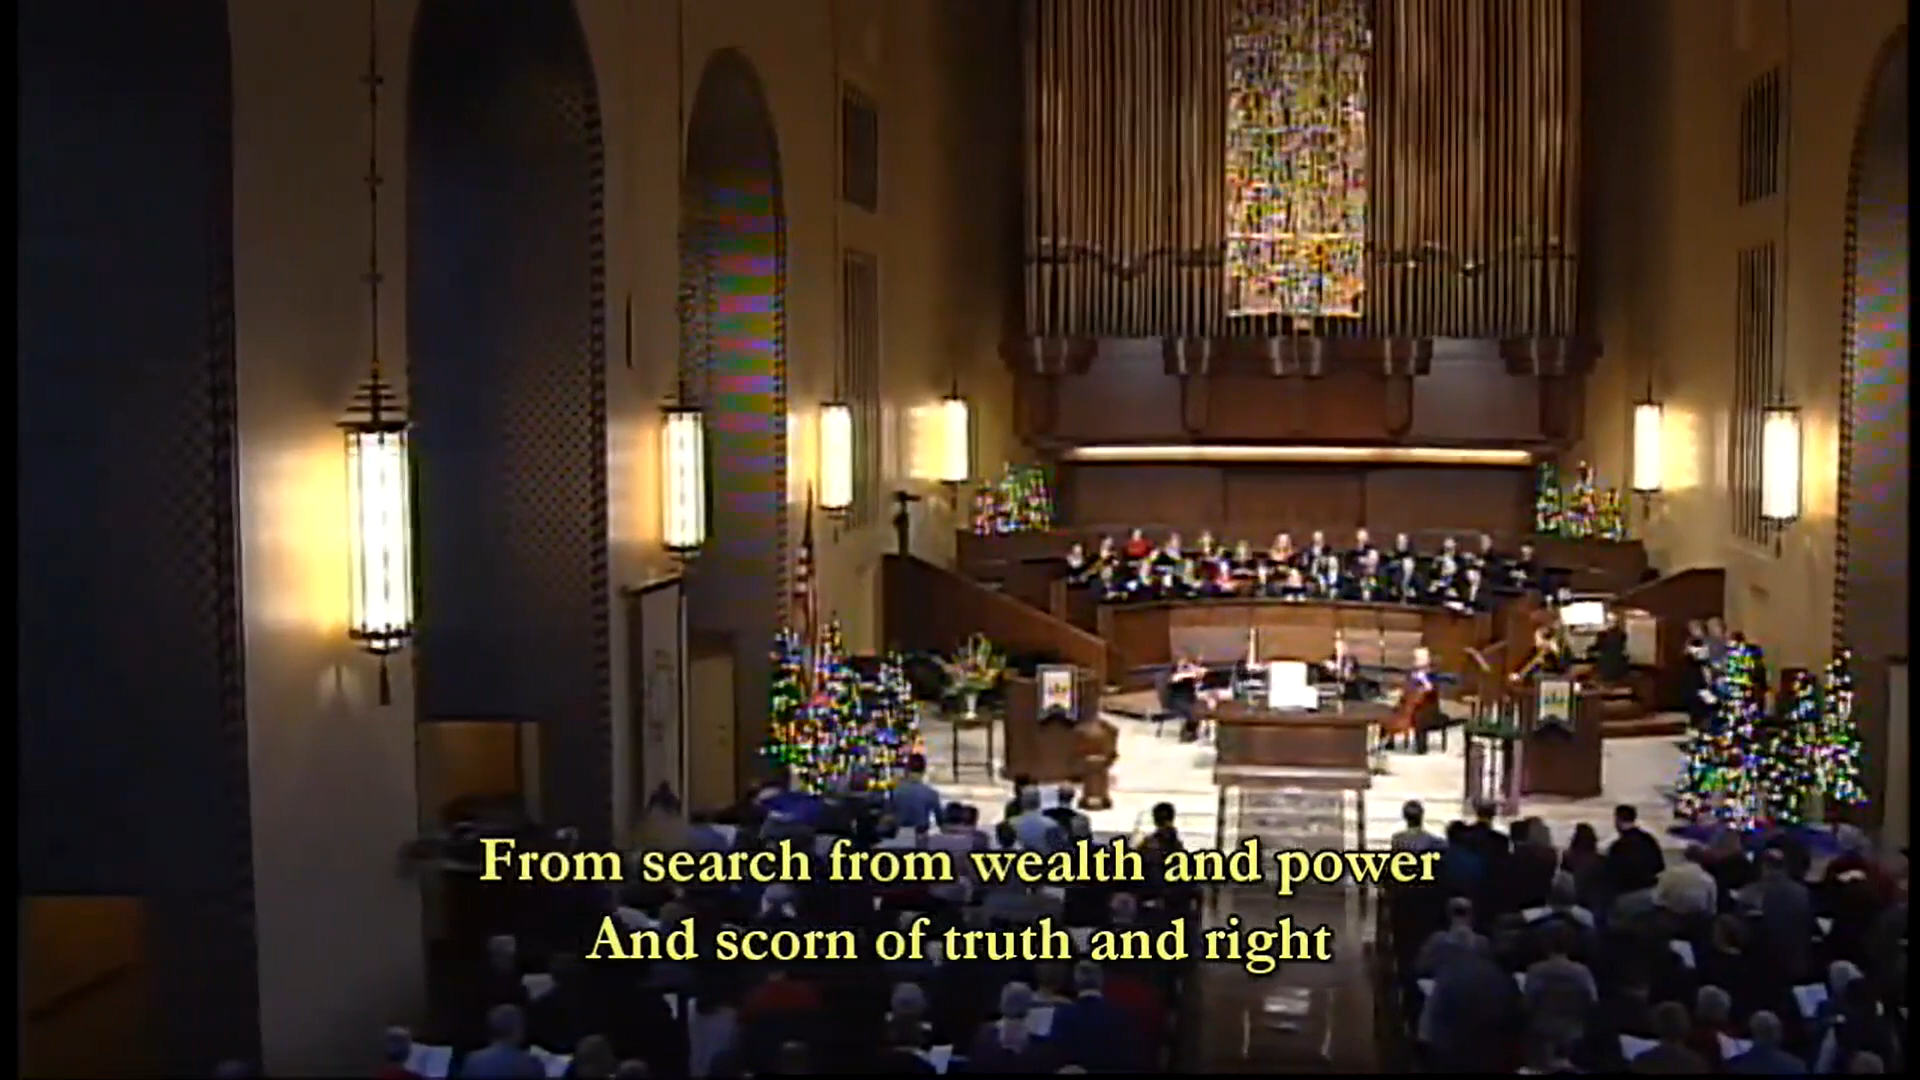 From search from wealth and power
And scorn of truth and right